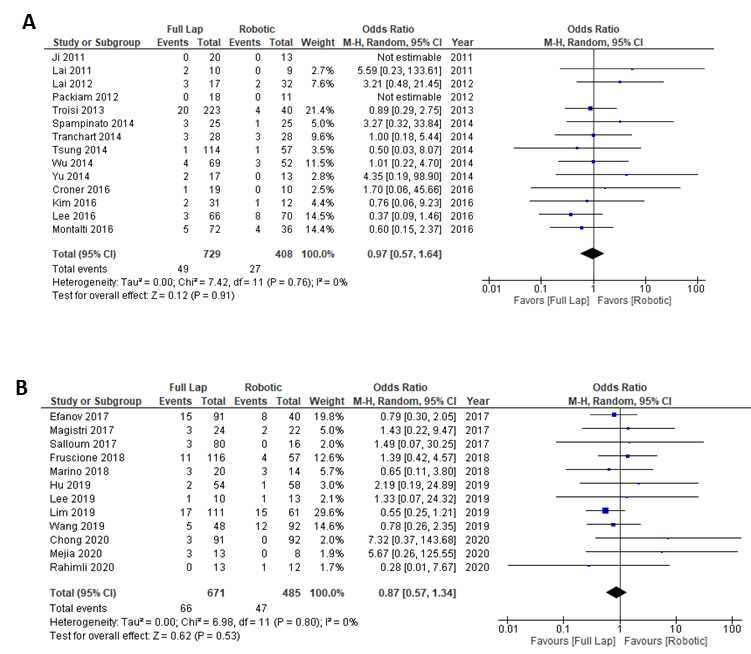 A
Full Lap Robotic Odds Ratio Odds Ratio
Study or Subgroup Events Total Events Total Weight M-H, Random, 95% CI Year M-H, Random, 95% CI
Ji 2011 0 20 0 13 Not estimable 2011
Lai 2011 2 10 0 9 2.7% 5.59 [0.23, 133.61] 2011
Lai 2012 3 17 2 32 7.6% 3.21 [0.48, 21.45] 2012
Packiam 2012 0 18 0 11 Not estimable 2012
Troisi 2013 20 223 4 40 21.4% 0.89 [0.29, 2.75] 2013
Spampinato 2014 3 25 1 25 5.0% 3.27 [0.32, 33.84] 2014
Tranchart 2014 3 28 3 28 9.6% 1.00 [0.18, 5.44] 2014
Tsung 2014 1 114 1 57 3.6% 0.50 [0.03, 8.07] 2014
Wu 2014 4 69 3 52 11.5% 1.01 [0.22, 4.70] 2014
Yu 2014 2 17 0 13 2.8% 4.35 [0.19, 98.90] 2014
Croner 2016 1 19 0 10 2.5% 1.70 [0.06, 45.66] 2016
Kim 2016 2 31 1 12 4.4% 0.76 [0.06, 9.23] 2016
Lee 2016 3 66 8 70 14.5% 0.37 [0.09, 1.46] 2016
Montalti 2016 5 72 4 36 14.4% 0.60 [0.15, 2.37] 2016
Total (95% CI) 729 408 100.0% 0.97 [0.57, 1.64]
Total events 49 27
Heterogeneity: Tau² = 0.00; Chi² = 7.42, df = 11 (P = 0.76); I² = 0%
Test for overall effect: Z = 0.12 (P = 0.91)
0.01 0.1 1 10 100
Favors [Full Lap] Favors [Robotic]
B
Full Lap Robotic Odds Ratio Odds Ratio
Study or Subgroup Events Total Events Total Weight M-H, Random, 95% CI Year M-H, Random, 95% CI
Efanov 2017 15 91 8 40 19.8% 0.79 [0.30, 2.05] 2017
Magistri 2017 3 24 2 22 5.0% 1.43 [0.22, 9.47] 2017
Salloum 2017 3 80 0 16 2.0% 1.49 [0.07, 30.25] 2017
Fruscione 2018 11 116 4 57 12.6% 1.39 [0.42, 4.57] 2018
Marino 2018 3 20 3 14 5.7% 0.65 [0.11, 3.80] 2018
Hu 2019 2 54 1 58 3.1% 2.19 [0.19, 24.89] 2019
Lee 2019 1 10 1 13 2.1% 1.33 [0.07, 24.32] 2019
Lim 2019 17 111 15 61 29.6% 0.55 [0.25, 1.21] 2019
Wang 2019 5 48 12 92 14.6% 0.78 [0.26, 2.35] 2019
Chong 2020 3 91 0 92 2.0% 7.32 [0.37, 143.68] 2020
Mejia 2020 3 13 0 8 1.9% 5.67 [0.26, 125.55] 2020
Rahimli 2020 0 13 1 12 1.7% 0.28 [0.01, 7.67] 2020
Total (95% CI) 671 485 100.0% 0.87 [0.57, 1.34]
Total events 66 47
Heterogeneity: Tau² = 0.00; Chi² = 6.98, df = 11 (P = 0.80); I² = 0%
Test for overall effect: Z = 0.62 (P = 0.53)
0.01 0.1 1 10 100
Favours [Full Lap] Favours [Robotic]